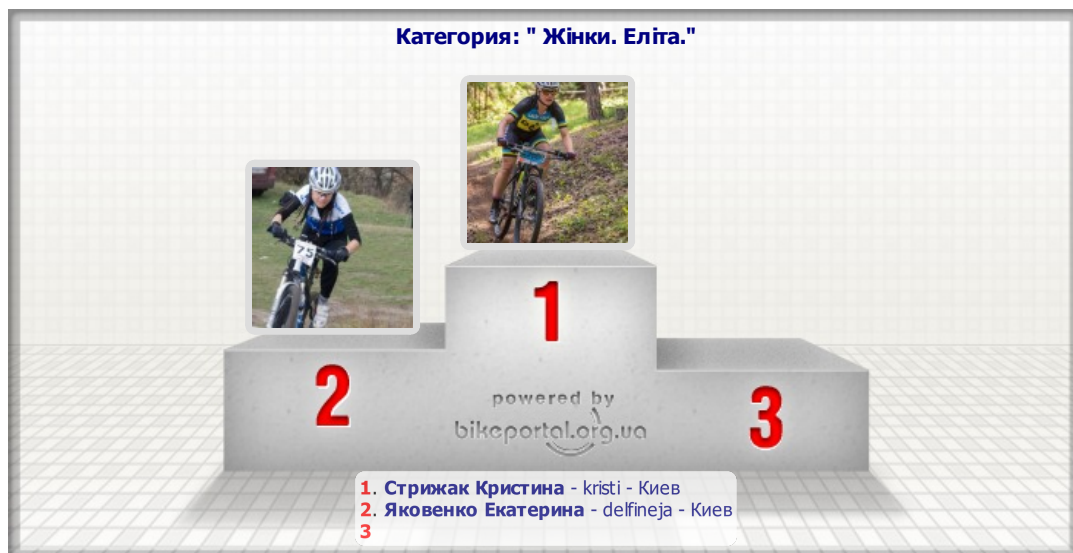 Категория: " Жінки. Еліта."
75
1
2
3
powered by
bikeportal.org.ua
1. Стрижак Кристина - kristi - Киев
2. Яковенко Екатерина - delfineja - Киев
3